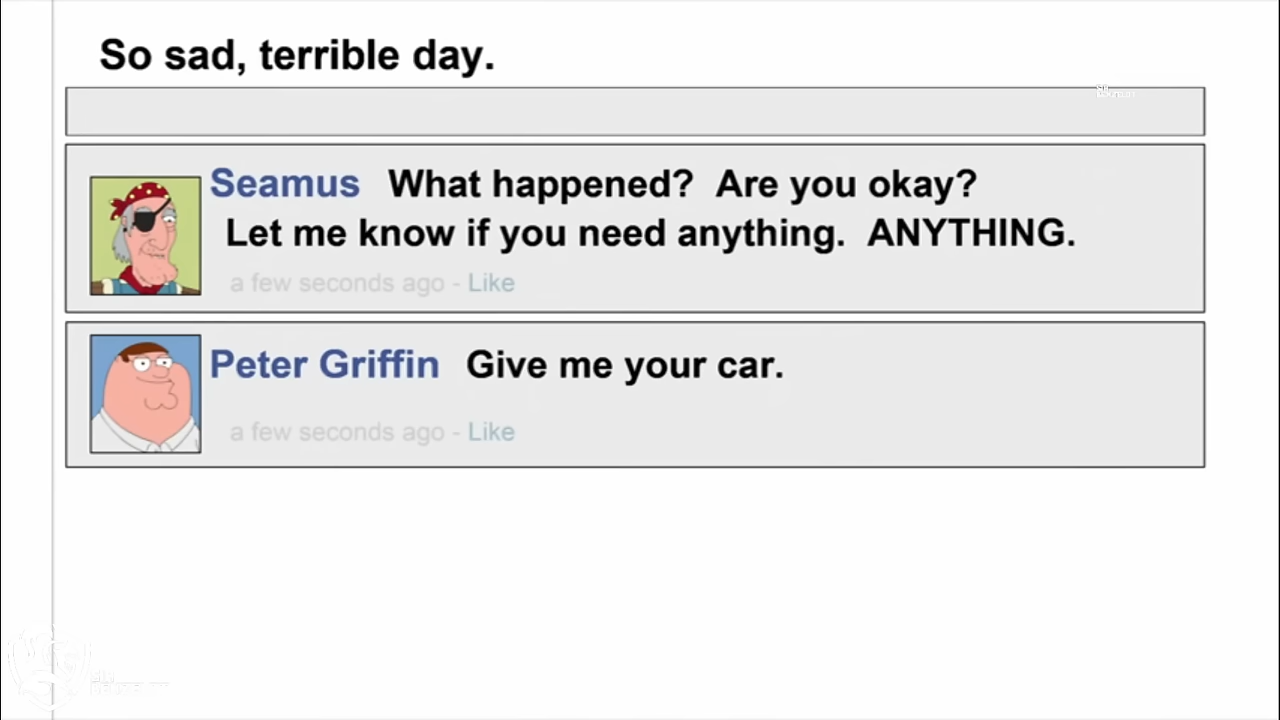 So sad, terrible day.
Seamus What happened? Are you okay?
Let me know if you need anything. ANYTHING.
a few seconds ago - Like
Peter Griffin Give me your car.
a few seconds ago - Like